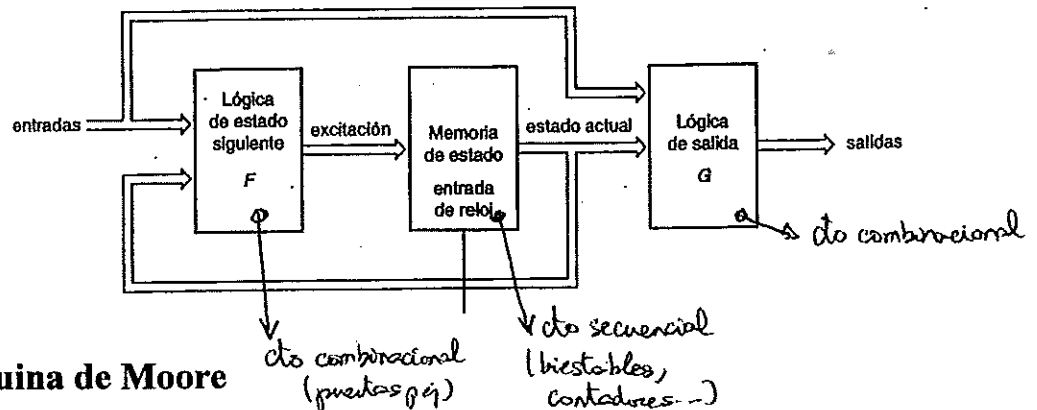 entradas
Lógica
de estado
siguiente
F
excitación
Memoria
de estado
entrada
de reloj
estado actual
Lógica
de salida
G
salidas
cto combinacional
cto combinacional
(puertas p.ej)
cto secuencial
(biestables,
contadores...)
uina de Moore